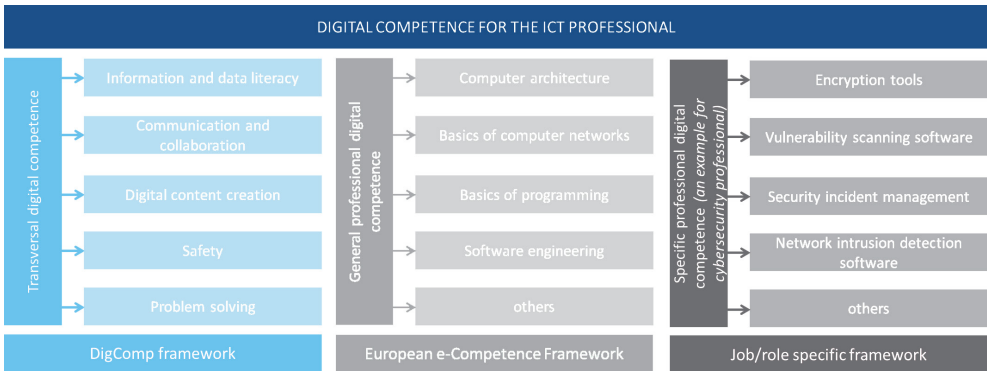 DIGITAL COMPETENCE FOR THE ICT PROFESSIONAL
Transversal digital competence
Information and data literacy
Communication and
collaboration
Digital content creation
Safety
Problem solving
DigComp framework
General professional digital
competence
Computer architecture
Basics of computer networks
Basics of programming
Software engineering
others
European e-Competence Framework
Specific professional digital
competence (an example for
cybersecurity professional)
Encryption tools
Vulnerability scanning software
Security incident management
Network intrusion detection
software
others
Job/role specific framework